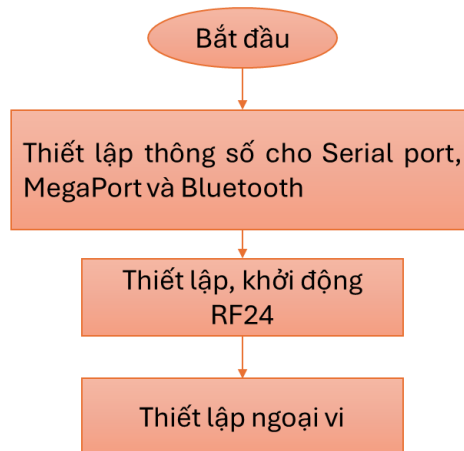 Bắt đầu
Thiết lập thông số cho Serial port,
MegaPort và Bluetooth
Thiết lập, khởi động
RF24
Thiết lập ngoại vi